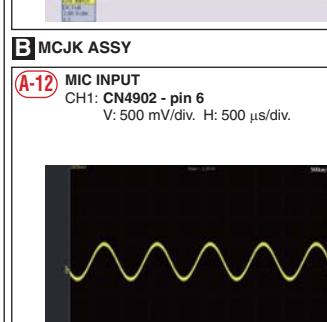 B MCJK ASSY
A-12 MIC INPUT
CH1: CN4902 - pin 6
V: 500 mV/div. H: 500 µs/div.